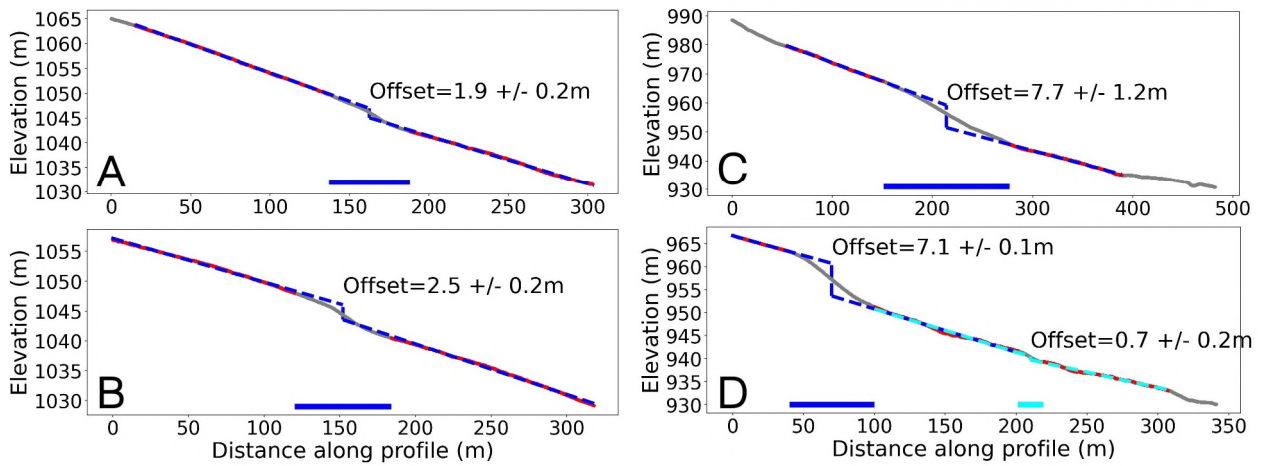 Elevation (m)
1065
1060
1055
1050
1045
1040
1035
1030
Offset=1.9 +/- 0.2m
A
0 50 100 150 200 250 300
Elevation (m)
990
980
970
960
950
940
930
Offset=7.7 +/- 1.2m
C
0 100 200 300 400 500
Elevation (m)
1055
1050
1045
1040
1035
1030
Offset=2.5 +/- 0.2m
B
0 50 100 150 200 250 300
Distance along profile (m)
Elevation (m)
965
960
955
950
945
940
935
930
Offset=7.1 +/- 0.1m
Offset=0.7 +/- 0.2m
D
0 50 100 150 200 250 300 350
Distance along profile (m)